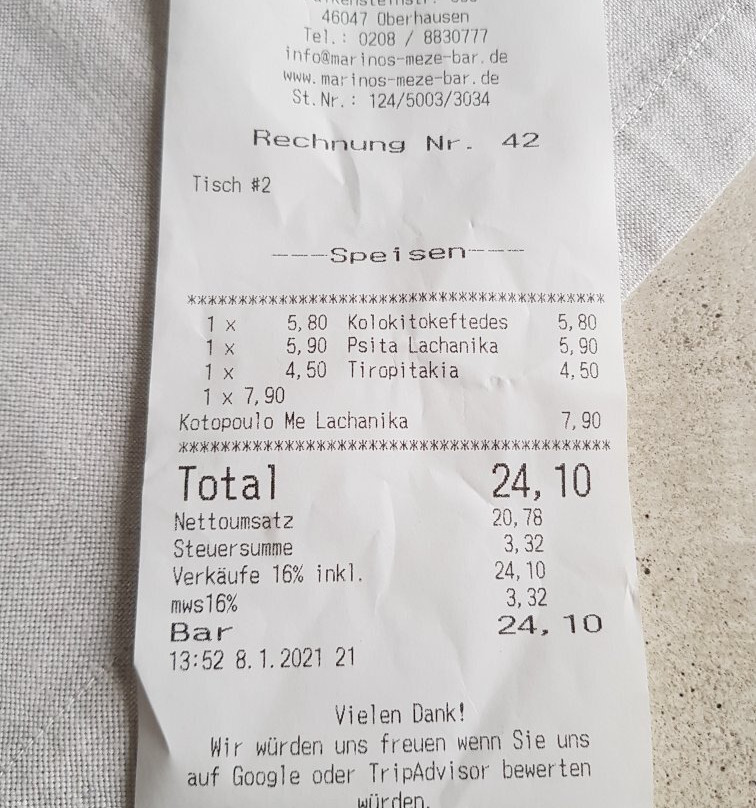 46047 Oberhausen
Tel.: 0208 / 8830777
info@marinos-meze-bar.de
www.marinos-meze-bar.de
St.Nr.: 124/5003/3034
Rechnung Nr. 42
Tisch #2
---Speisen---
*****************************************
1 x 5,80 Kolokitokeftedes 5,80
1 x 5,90 Psita Lachanika 5,90
1 x 4,50 Tiropitakia 4,50
1 x 7,90
Kotopoulo Me Lachanika 7,90
*****************************************
Total 24,10
Nettoumsatz 20,78
Steuersumme 3,32
Verkäufe 16% inkl. 24,10
mws16% 3,32
Bar 24,10
13:52 8.1.2021 21
Vielen Dank!
Wir würden uns freuen wenn Sie uns
auf Google oder TripAdvisor bewerten
würden.